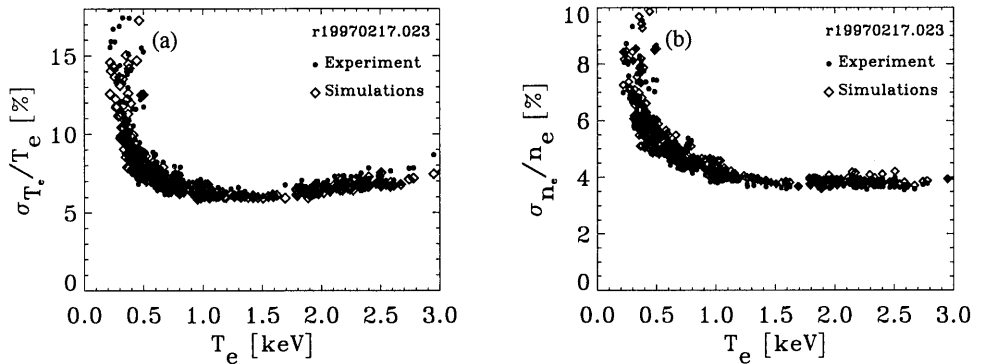 (a)
r19970217.023
• Experiment
◇ Simulations
σTe/Te [%]
15
10
5
0
0.0 0.5 1.0 1.5 2.0 2.5 3.0
Te [keV]
(b)
r19970217.023
• Experiment
◇ Simulations
σne/ne [%]
10
8
6
4
2
0
0.0 0.5 1.0 1.5 2.0 2.5 3.0
Te [keV]